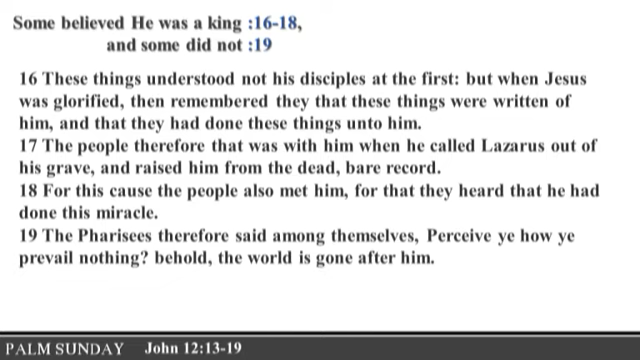 Some believed He was a king :16-18,
and some did not :19
16 These things understood not his disciples at the first: but when Jesus
was glorified, then remembered they that these things were written of
him, and that they had done these things unto him.
17 The people therefore that was with him when he called Lazarus out of
his grave, and raised him from the dead, bare record.
18 For this cause the people also met him, for that they heard that he had
done this miracle.
19 The Pharisees therefore said among themselves, Perceive ye how ye
prevail nothing? behold, the world is gone after him.
PALM SUNDAY John 12:13-19